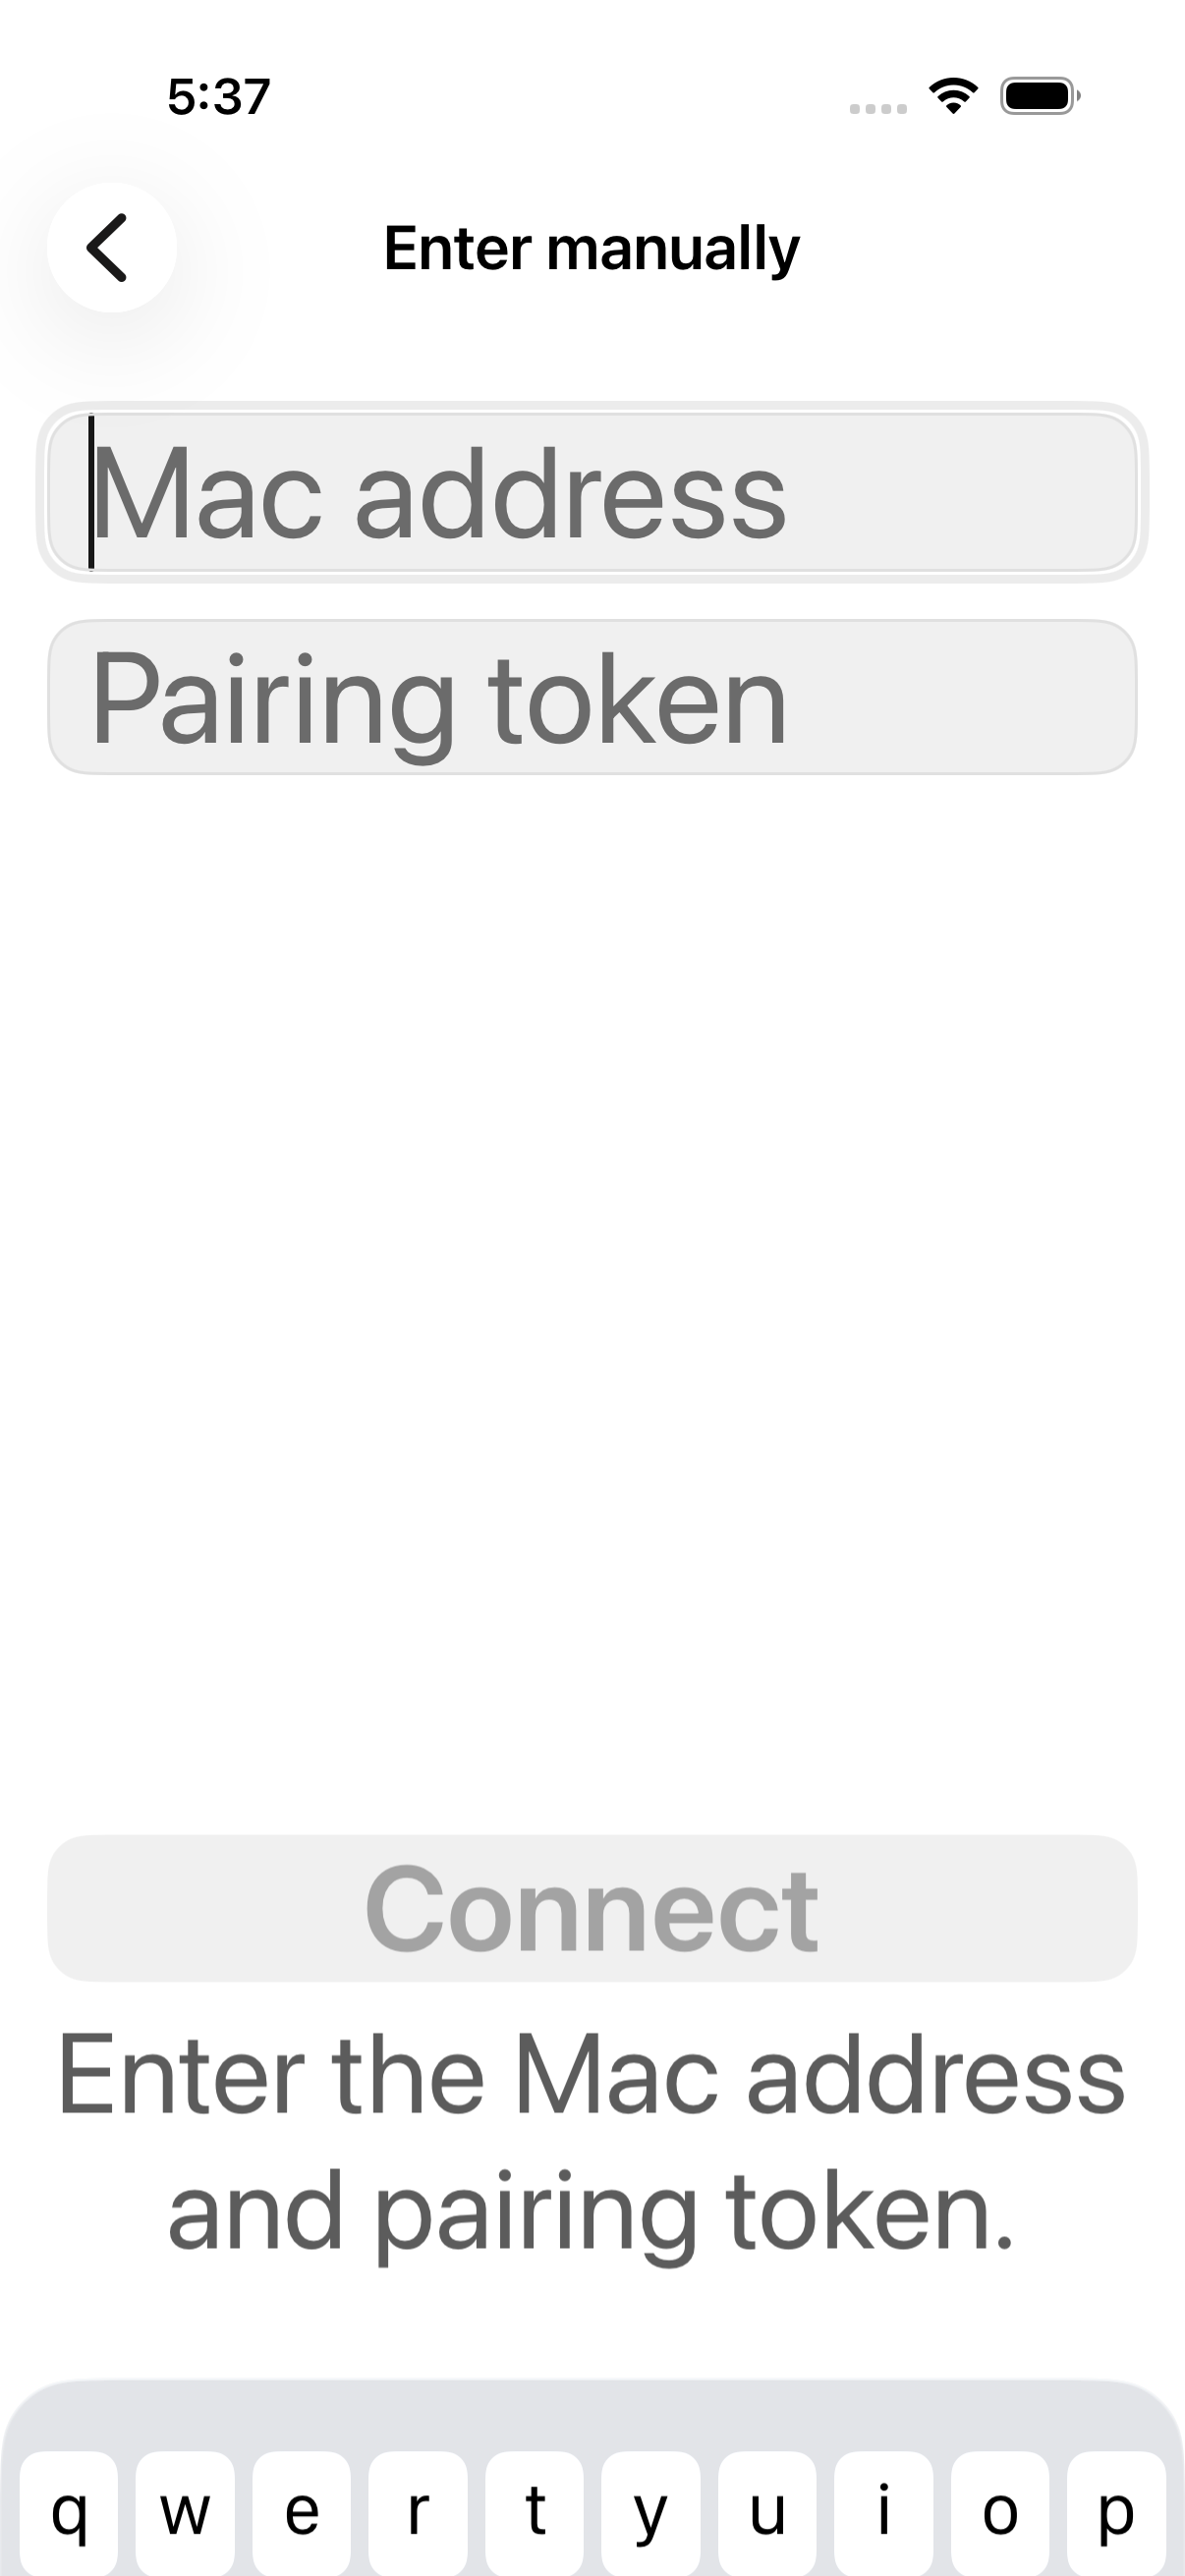 5:37
Enter manually
Mac address
Pairing token
Connect
Enter the Mac address
and pairing token.
q w e r t y u i o p